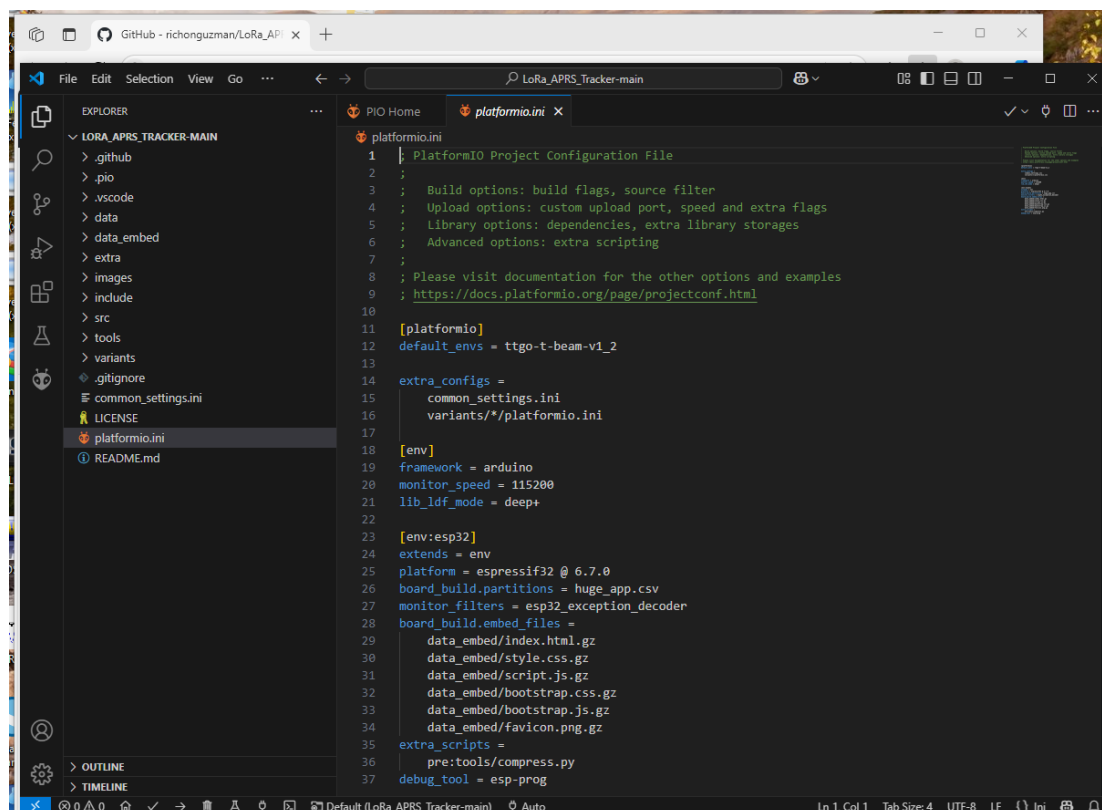 GitHub - richonguzman/LoRa_AP
File Edit Selection View Go ···
LoRa_APRS_Tracker-main
EXPLORER
LORA_APRS_TRACKER-MAIN
.github
.pio
.vscode
data
data_embed
extra
images
include
src
tools
variants
.gitignore
common_settings.ini
LICENSE
platformio.ini
README.md
OUTLINE
TIMELINE
PIO Home
platformio.ini
platformio.ini
1 ; PlatformIO Project Configuration File
2 ;
3 ;   Build options: build flags, source filter
4 ;   Upload options: custom upload port, speed and extra flags
5 ;   Library options: dependencies, extra library storages
6 ;   Advanced options: extra scripting
7 ;
8 ; Please visit documentation for the other options and examples
9 ; https://docs.platformio.org/page/projectconf.html
10
11 [platformio]
12 default_envs = ttgo-t-beam-v1_2
13
14 extra_configs =
15     common_settings.ini
16     variants/*/platformio.ini
17
18 [env]
19 framework = arduino
20 monitor_speed = 115200
21 lib_ldf_mode = deep+
22
23 [env:esp32]
24 extends = env
25 platform = espressif32 @ 6.7.0
26 board_build.partitions = huge_app.csv
27 monitor_filters = esp32_exception_decoder
28 board_build.embed_files =
29     data_embed/index.html.gz
30     data_embed/style.css.gz
31     data_embed/script.js.gz
32     data_embed/bootstrap.css.gz
33     data_embed/bootstrap.js.gz
34     data_embed/favicon.png.gz
35 extra_scripts =
36     pre:tools/compress.py
37 debug_tool = esp-prog
0 0 Default (LoRa_APRS_Tracker-main) Auto Ln 1, Col 1 Tab Size: 4 UTF-8 LF {} Ini